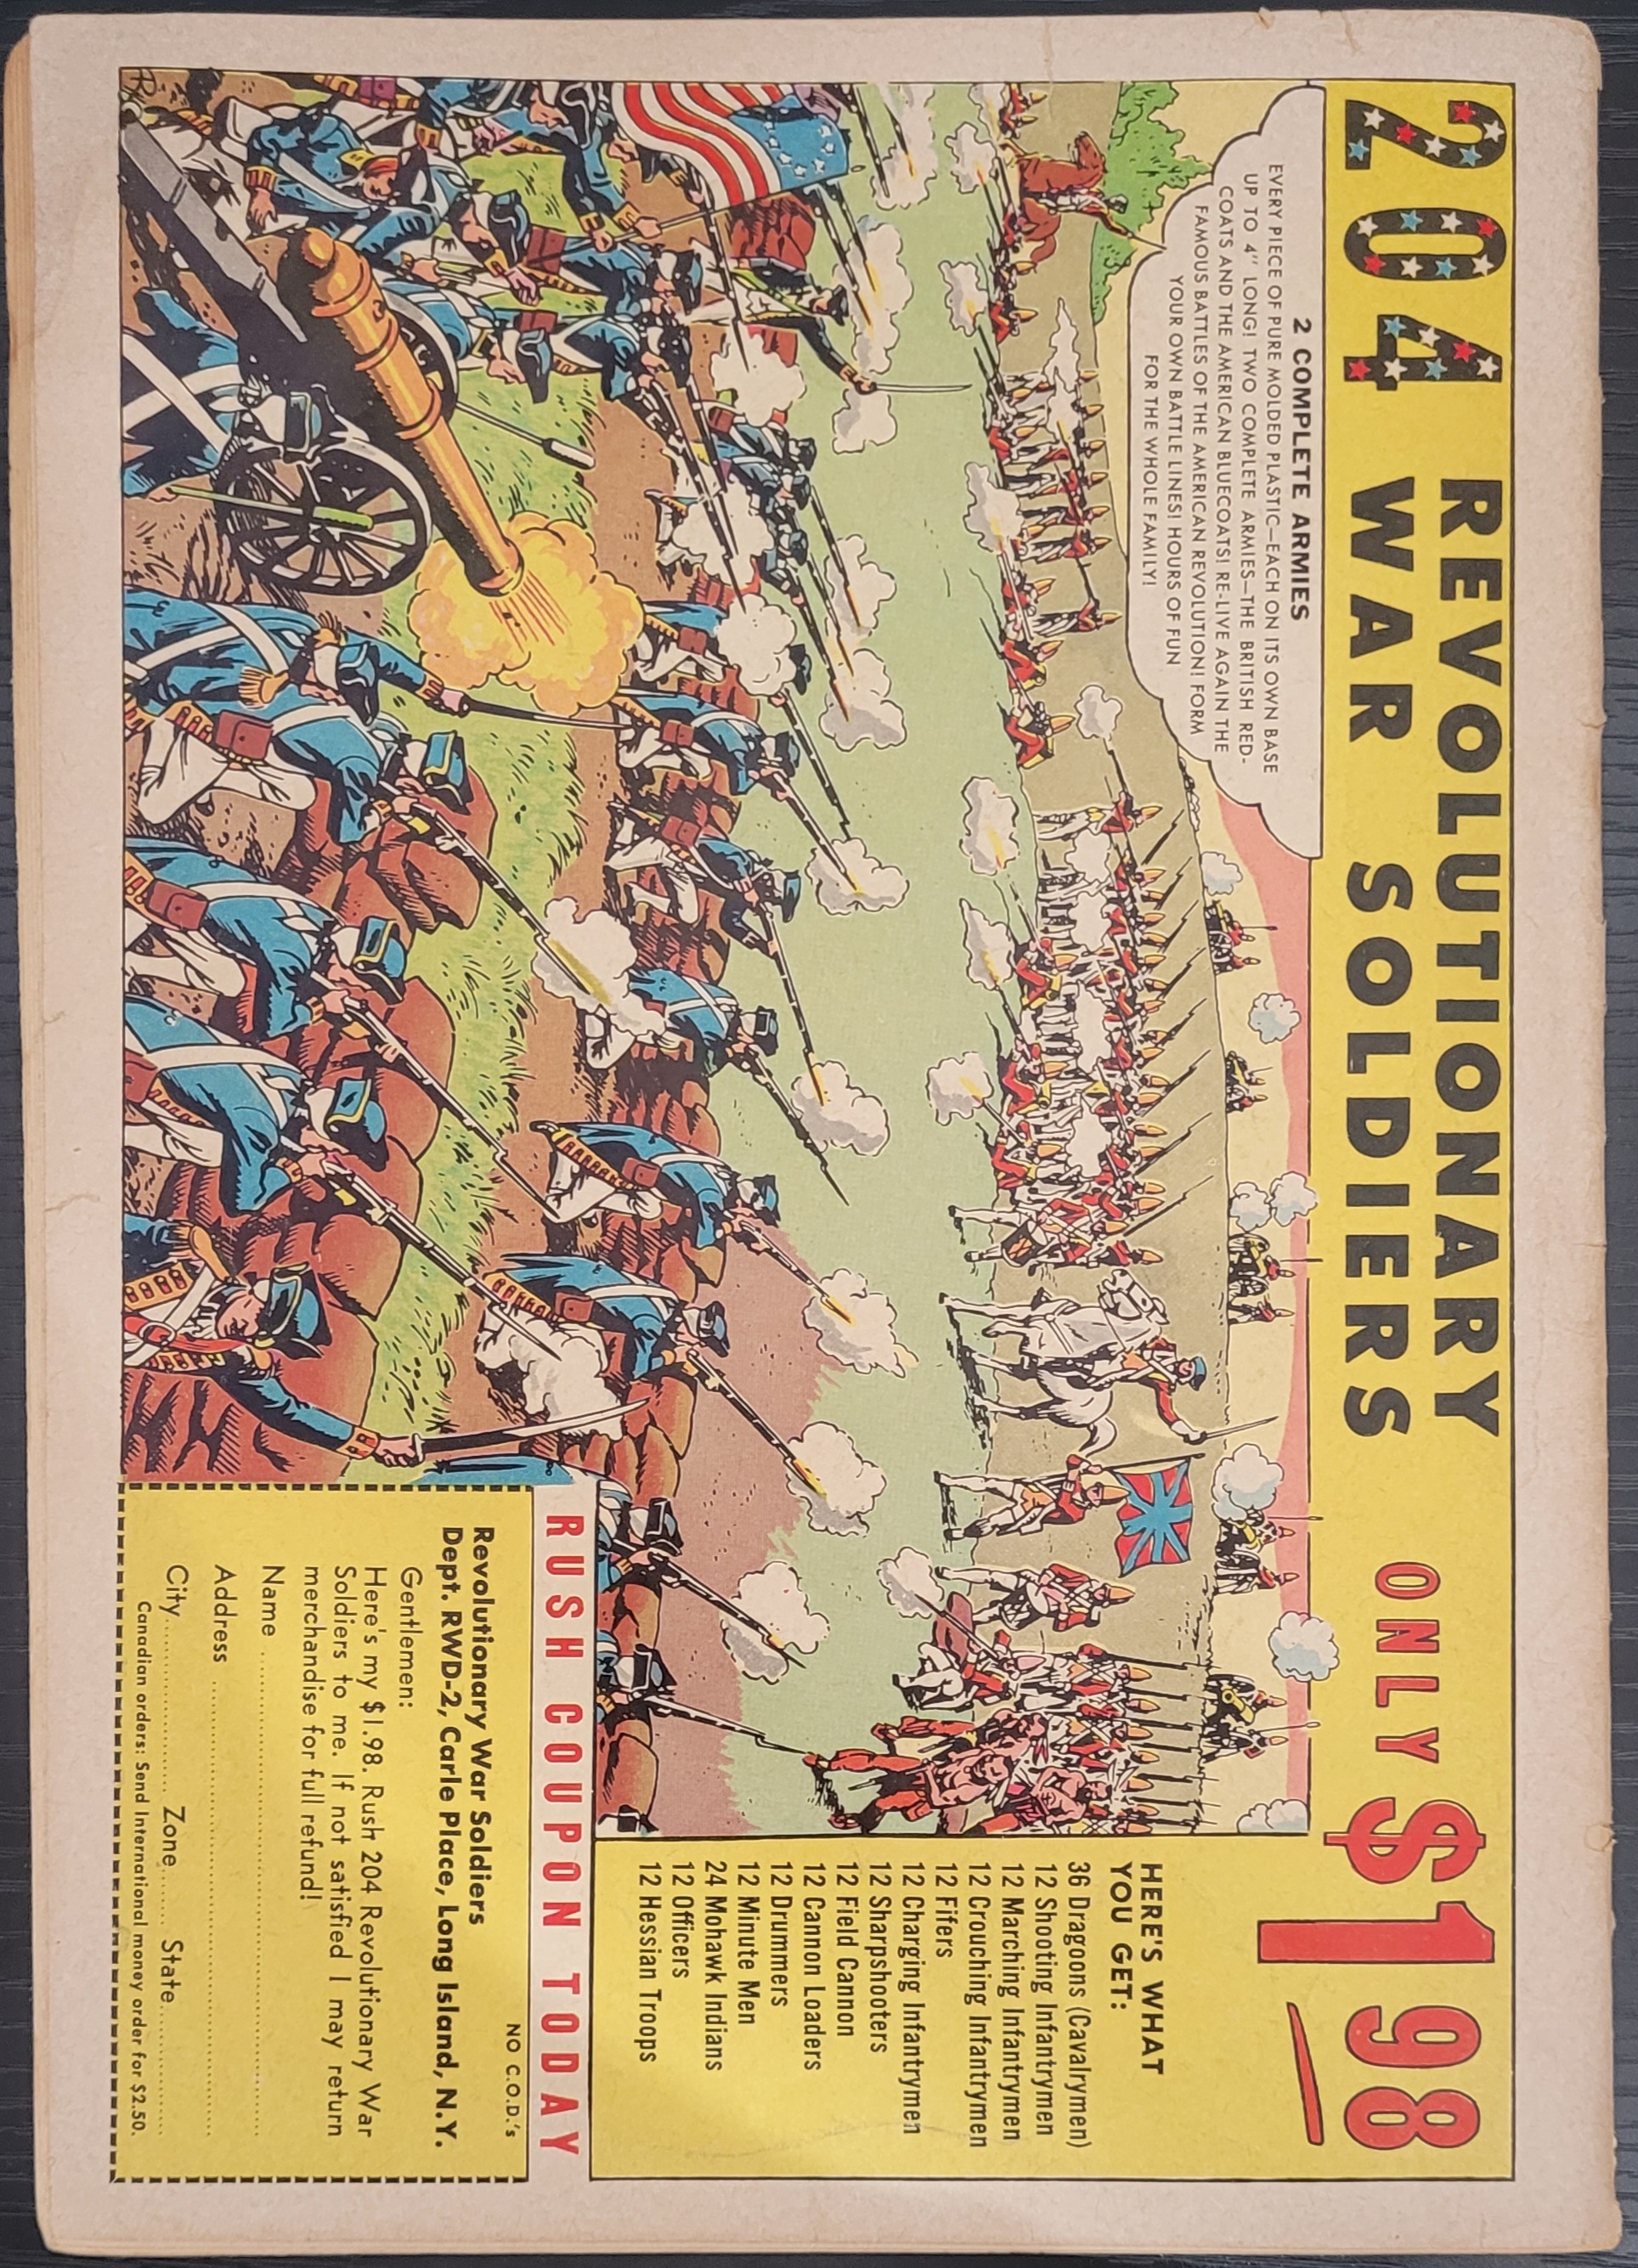 204 REVOLUTIONARY
WAR SOLDIERS
ONLY $1.98
2 COMPLETE ARMIES
EVERY PIECE OF PURE MOLDED PLASTIC—EACH ON ITS OWN BASE
UP TO 4" LONG! TWO COMPLETE ARMIES—THE BRITISH RED-
COATS AND THE AMERICAN BLUECOATS! RE-LIVE AGAIN THE
FAMOUS BATTLES OF THE AMERICAN REVOLUTION! FORM
YOUR OWN BATTLE LINES! HOURS OF FUN
FOR THE WHOLE FAMILY!
HERE'S WHAT
YOU GET:
36 Dragoons (Cavalrymen)
12 Shooting Infantrymen
12 Marching Infantrymen
12 Crouching Infantrymen
12 Fifers
12 Charging Infantrymen
12 Sharpshooters
12 Field Cannon
12 Cannon Loaders
12 Drummers
12 Minute Men
24 Mohawk Indians
12 Officers
12 Hessian Troops
RUSH COUPON TODAY
NO C.O.D.'s
Revolutionary War Soldiers
Dept. RWD-2, Carle Place, Long Island, N.Y.
Gentlemen:
Here's my $1.98. Rush 204 Revolutionary War
Soldiers to me. If not satisfied I may return
merchandise for full refund!
Name
Address
City Zone State
Canadian orders: Send International money order for $2.50.